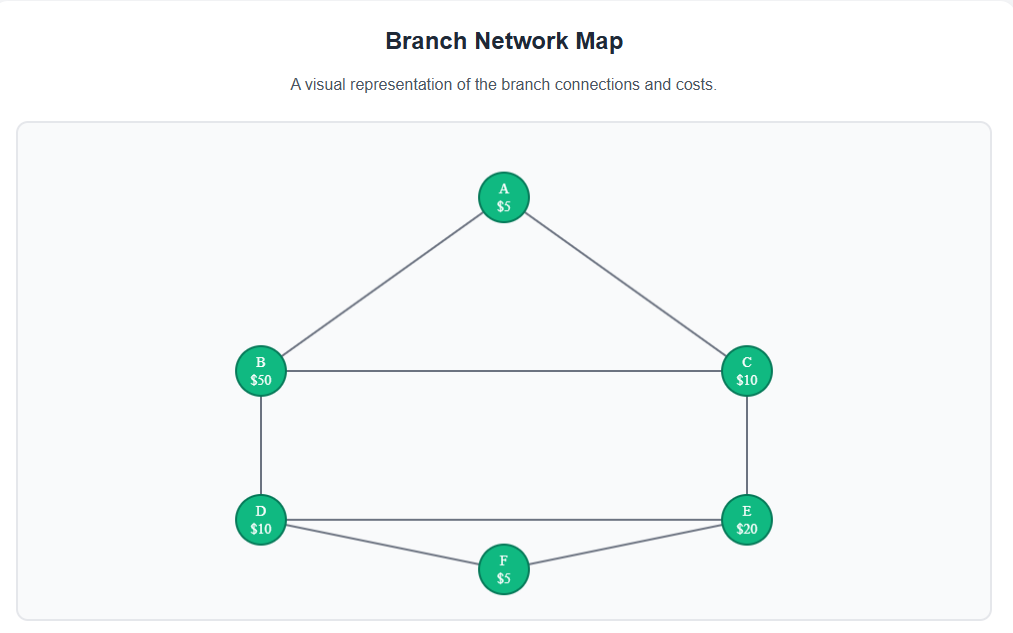 Branch Network Map
A visual representation of the branch connections and costs.
A
$5
B
$50
C
$10
D
$10
E
$20
F
$5